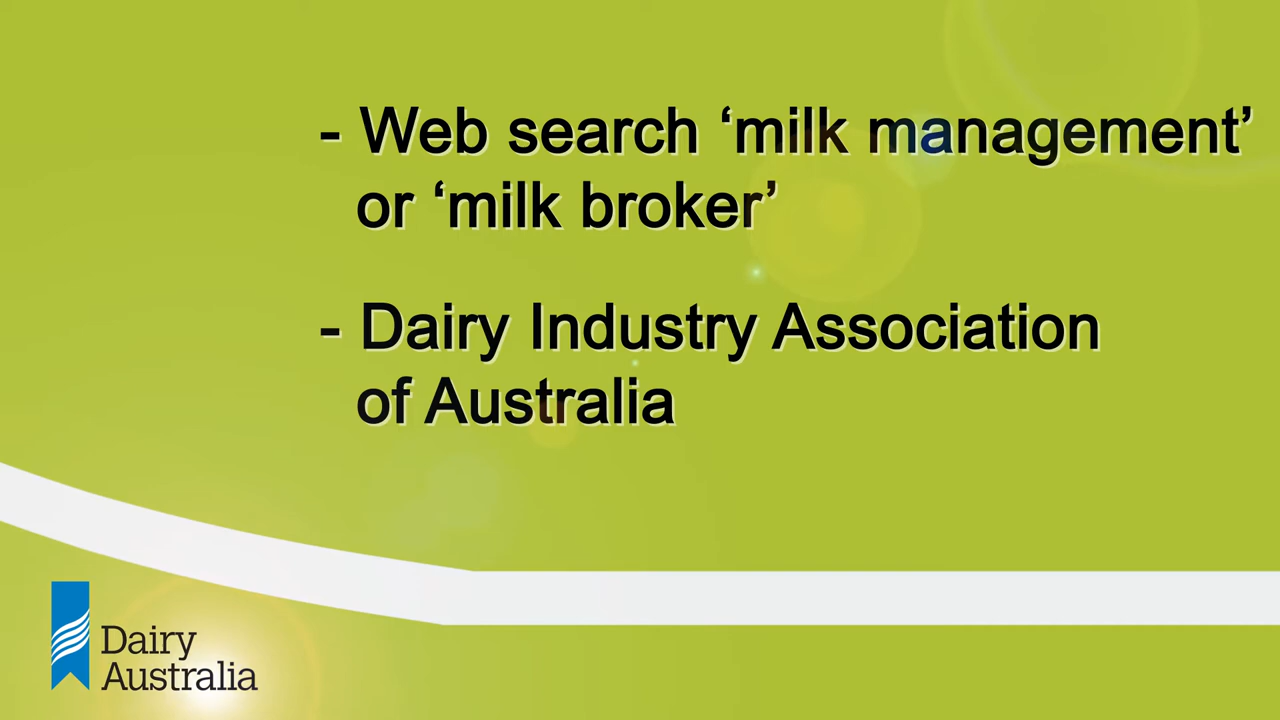 - Web search ‘milk management’
or ‘milk broker’
- Dairy Industry Association
of Australia
Dairy
Australia